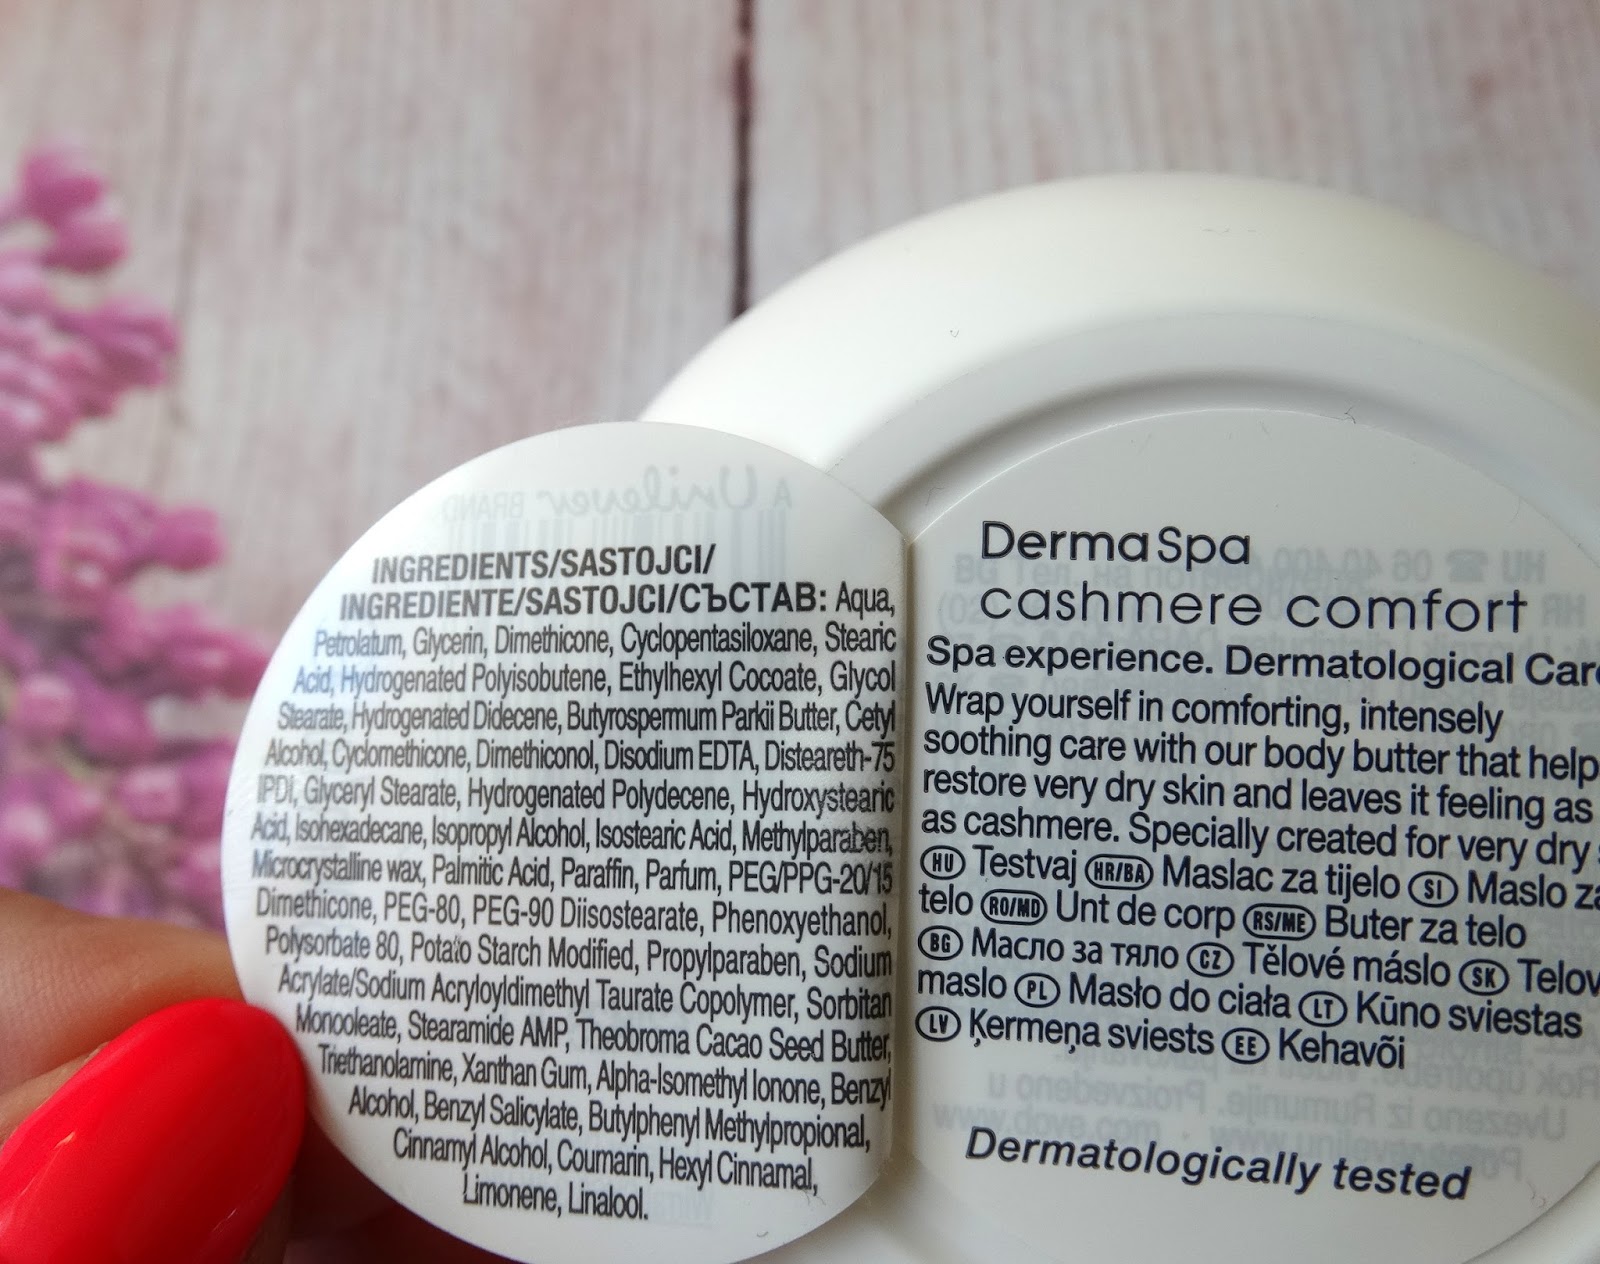 INGREDIENTS/SASTOJCI/
INGREDIENTE/SASTOJCI/СЪСТАВ: Aqua,
Petrolatum, Glycerin, Dimethicone, Cyclopentasiloxane, Stearic
Acid, Hydrogenated Polyisobutene, Ethylhexyl Cocoate, Glycol
Stearate, Hydrogenated Didecene, Butyrospermum Parkii Butter, Cetyl
Alcohol, Cyclomethicone, Dimethiconol, Disodium EDTA, Disteareth-75
IPDI, Glyceryl Stearate, Hydrogenated Polydecene, Hydroxystearic
Acid, Isohexadecane, Isopropyl Alcohol, Isostearic Acid, Methylparaben,
Microcrystalline wax, Palmitic Acid, Paraffin, Parfum, PEG/PPG-20/15
Dimethicone, PEG-80, PEG-90 Diisostearate, Phenoxyethanol,
Polysorbate 80, Potato Starch Modified, Propylparaben, Sodium
Acrylate/Sodium Acryloyldimethyl Taurate Copolymer, Sorbitan
Monooleate, Stearamide AMP, Theobroma Cacao Seed Butter,
Triethanolamine, Xanthan Gum, Alpha-Isomethyl Ionone, Benzyl
Alcohol, Benzyl Salicylate, Butylphenyl Methylpropional,
Cinnamyl Alcohol, Coumarin, Hexyl Cinnamal,
Limonene, Linalool.
DermaSpa
cashmere comfort
Spa experience. Dermatological Care
Wrap yourself in comforting, intensely
soothing care with our body butter that help
restore very dry skin and leaves it feeling as
as cashmere. Specially created for very dry
HU Testvaj HR/BA Maslac za tijelo SI Maslo za
telo RO/MD Unt de corp RS/ME Buter za telo
BG Масло за тяло CZ Tělové máslo SK Telov
maslo PL Masło do ciała LT Kūno sviestas
LV Ķermeņa sviests EE Kehavõi
Dermatologically tested
A Unilever BRAND